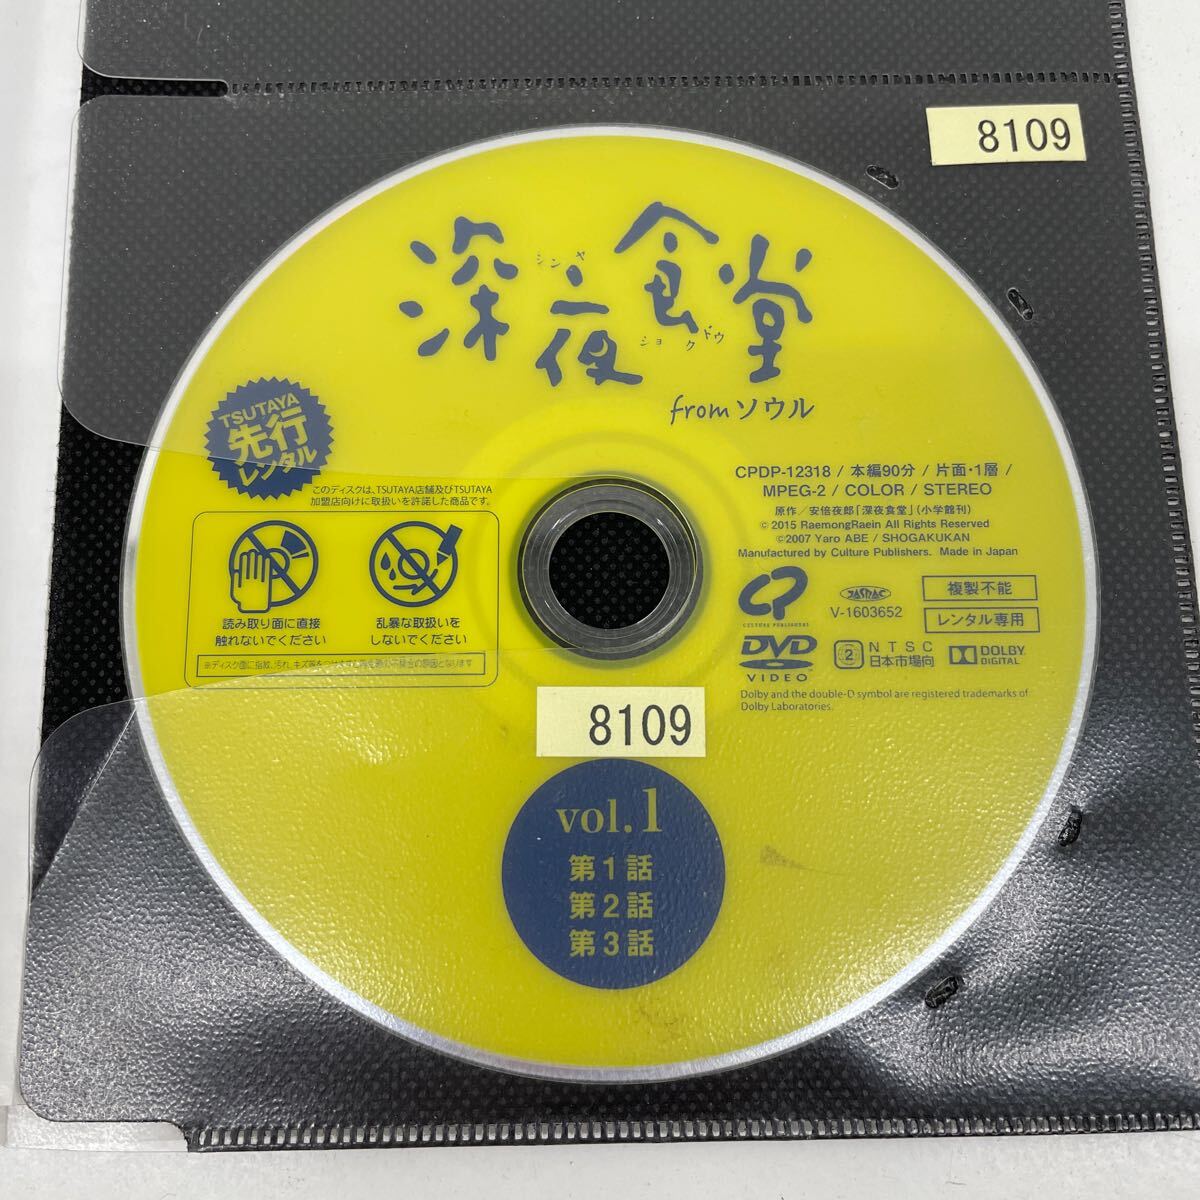 8109
深夜食堂
シンヤ
ショクドウ
from ソウル
TSUTAYA
先行
レンタル
このディスクは、TSUTAYA店舗及びTSUTAYA
加盟店向けに取扱いを許諾した商品です。
読み取り面に直接
触れないでください
乱暴な取扱いを
しないでください
CPDP-12318 / 本編90分 / 片面・1層 /
MPEG-2 / COLOR / STEREO
原作／安倍夜郎「深夜食堂」(小学館刊)
©2015 RaemongRaein All Rights Reserved
©2007 Yaro ABE / SHOGAKUKAN
Manufactured by Culture Publishers. Made in Japan
CULTURE PUBLISHERS
JASRAC
V-1603652
複製不能
レンタル専用
DVD
VIDEO
2
NTSC
日本市場向
DOLBY
DIGITAL
Dolby and the double-D symbol are registered trademarks of
Dolby Laboratories.
8109
vol.1
第1話
第2話
第3話